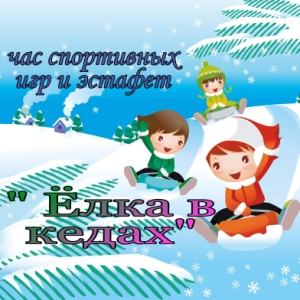 час спортивных
игр и эстафет
" Ёлка в
кедах"